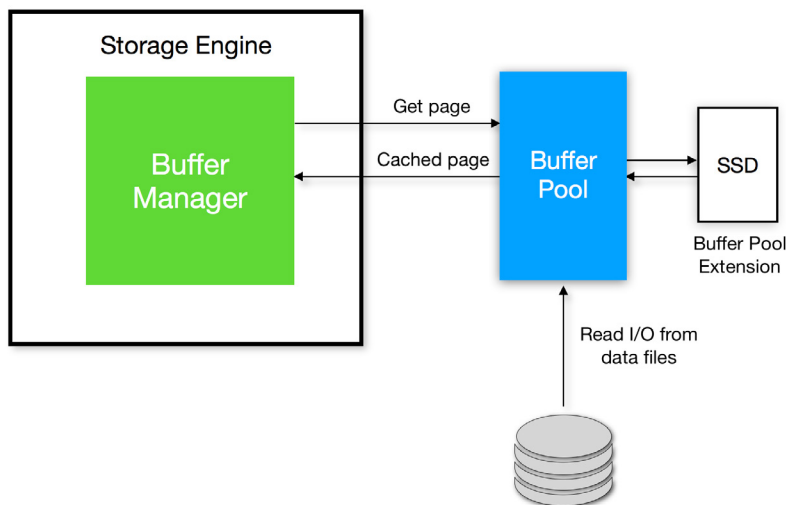 Storage Engine
Buffer
Manager
Get page
Cached page
Buffer
Pool
SSD
Buffer Pool
Extension
Read I/O from
data files